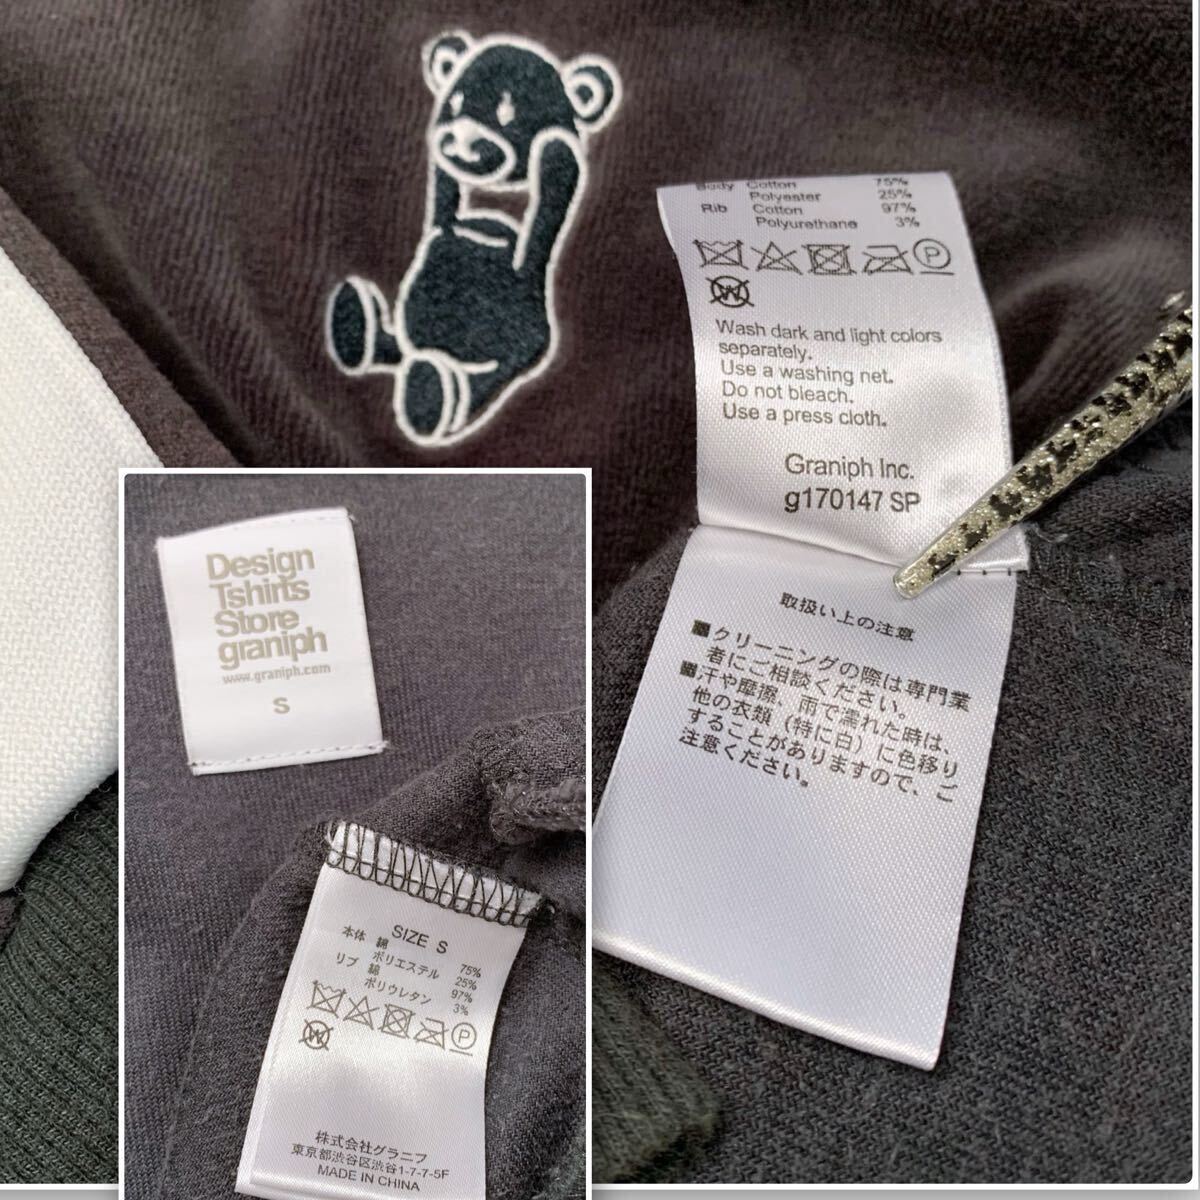 Body Cotton 75%
Polyester 25%
Rib Cotton 97%
Polyurethane 3%
P
W
Wash dark and light colors
separately.
Use a washing net.
Do not bleach.
Use a press cloth.
Graniph Inc.
g170147 SP
取扱い上の注意
■クリーニングの際は専門業
者にご相談ください。
■汗や摩擦、雨で濡れた時は、
他の衣類（特に白）に色移り
することがありますので、ご
注意ください。
Design
Tshirts
Store
graniph
www.graniph.com
S
SIZE S
本体 綿 75%
ポリエステル 25%
リブ 綿 97%
ポリウレタン 3%
P
W
株式会社グラニフ
東京都渋谷区渋谷1-7-7-5F
MADE IN CHINA